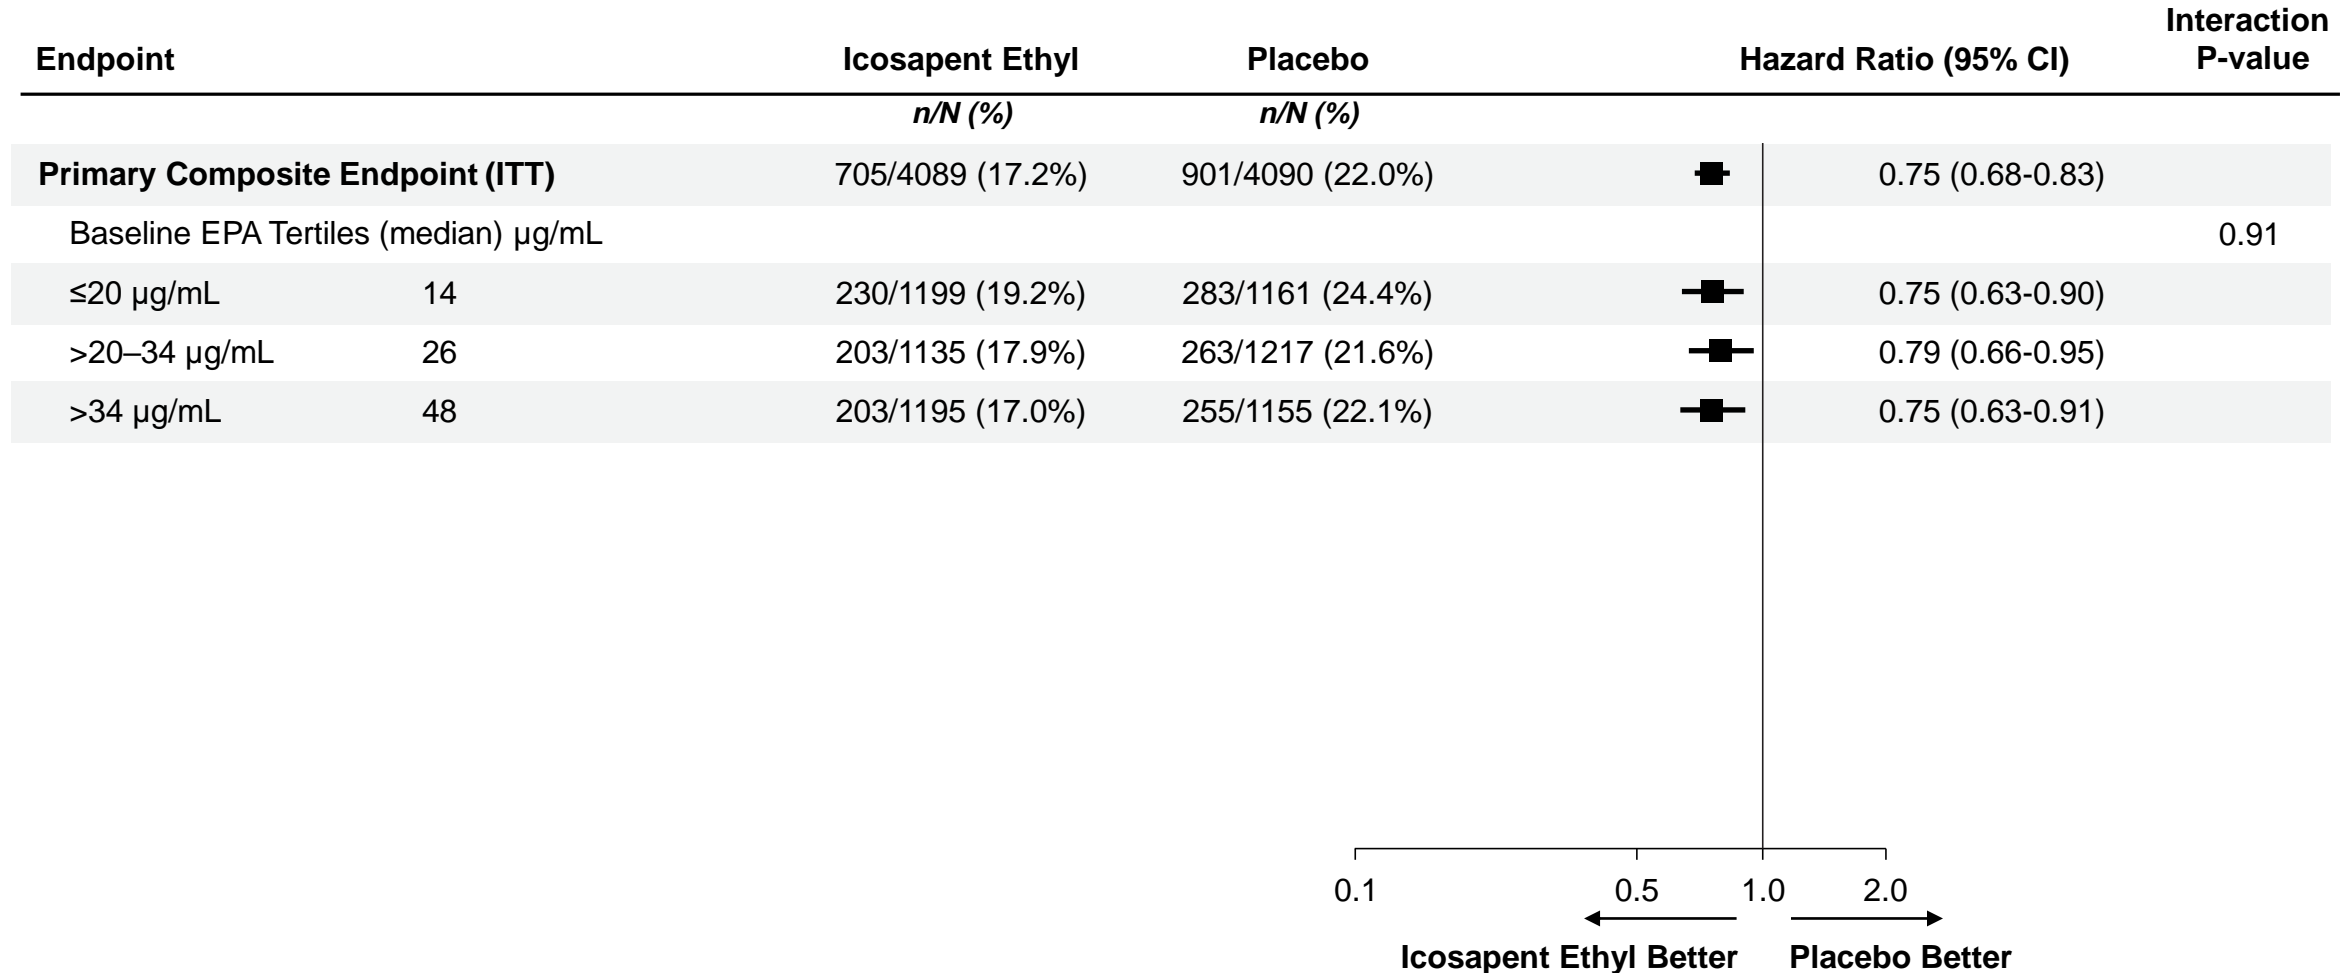 Endpoint Icosapent Ethyl Placebo Hazard Ratio (95% CI) Interaction P-value
n/N (%) n/N (%)
Primary Composite Endpoint (ITT) 705/4089 (17.2%) 901/4090 (22.0%) 0.75 (0.68-0.83)
Baseline EPA Tertiles (median) µg/mL 0.91
≤20 µg/mL 14 230/1199 (19.2%) 283/1161 (24.4%) 0.75 (0.63-0.90)
>20–34 µg/mL 26 203/1135 (17.9%) 263/1217 (21.6%) 0.79 (0.66-0.95)
>34 µg/mL 48 203/1195 (17.0%) 255/1155 (22.1%) 0.75 (0.63-0.91)
0.1 0.5 1.0 2.0
Icosapent Ethyl Better Placebo Better